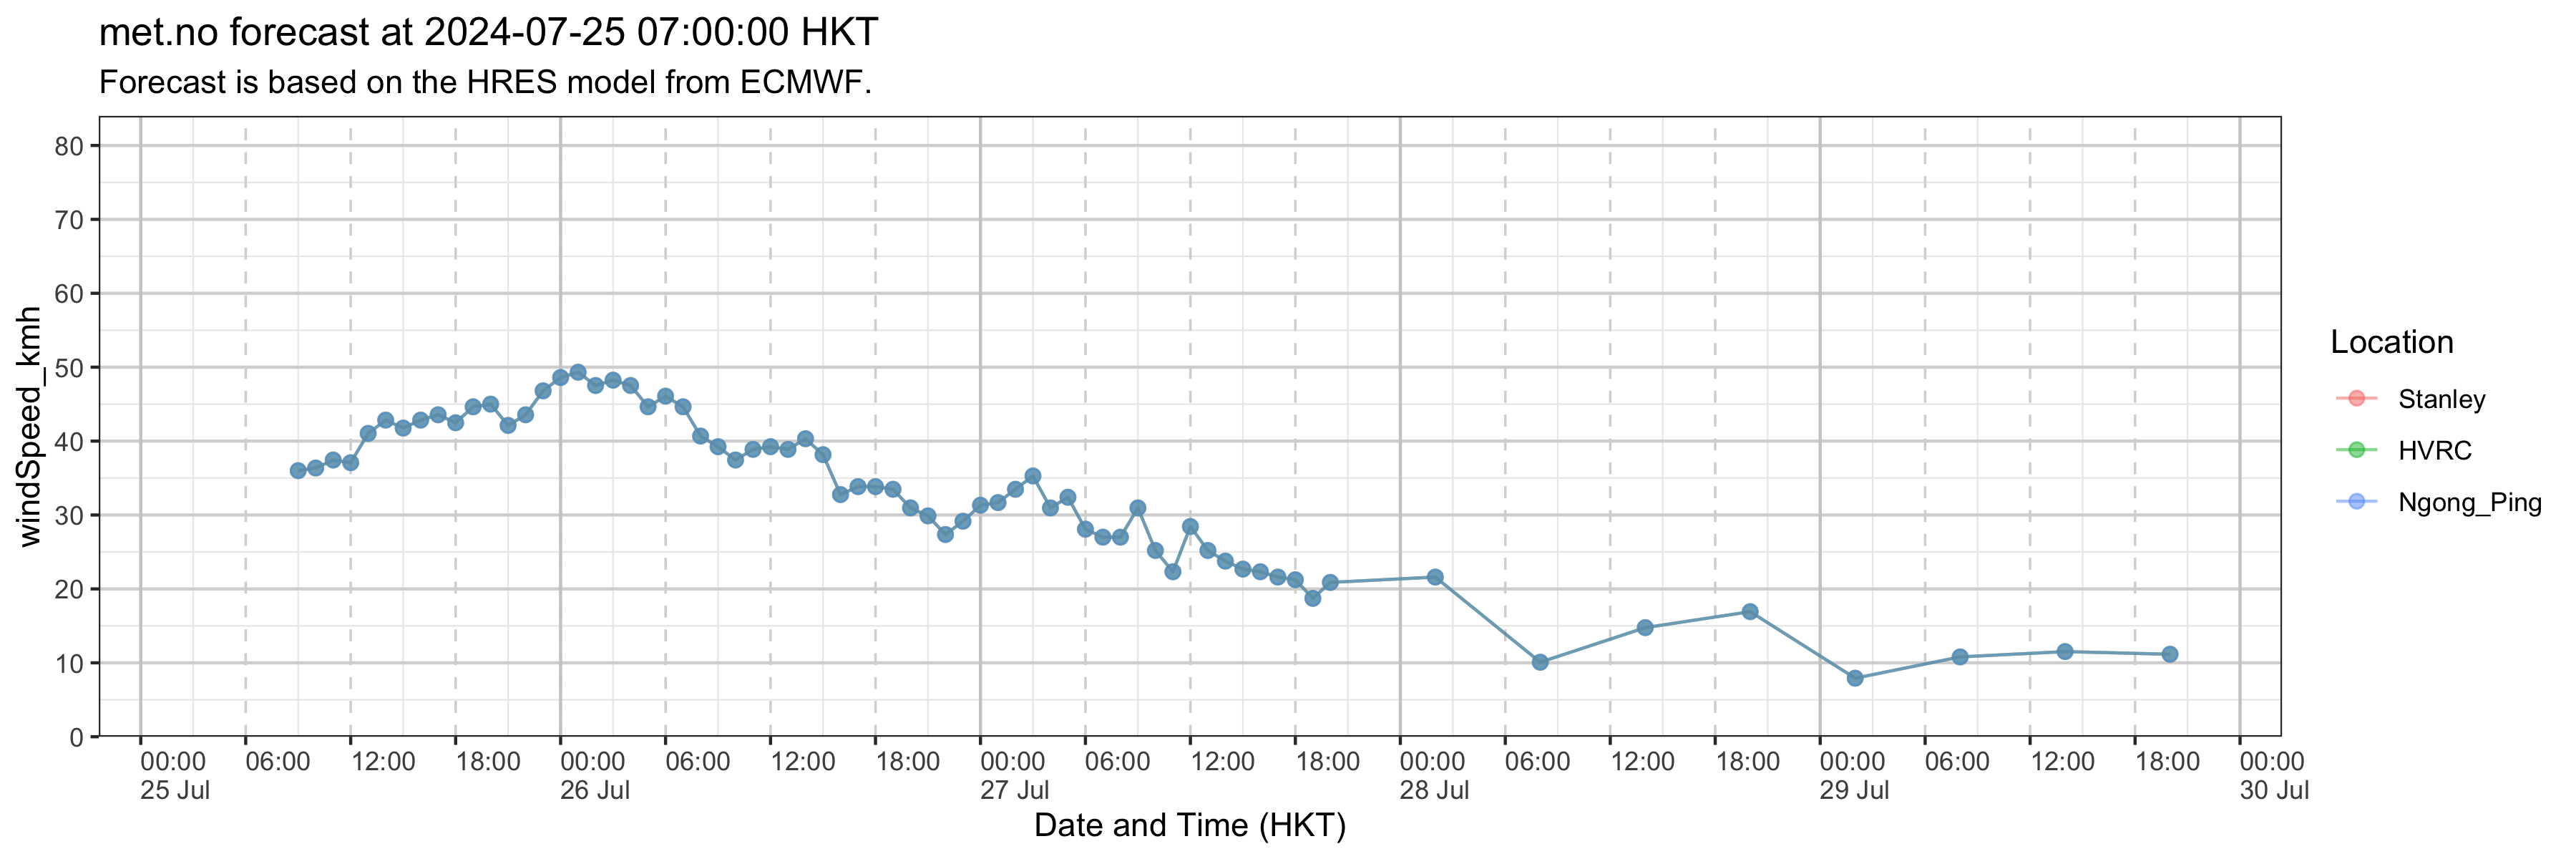 met.no forecast at 2024-07-25 07:00:00 HKT
Forecast is based on the HRES model from ECMWF.
windSpeed_kmh
80
70
60
50
40
30
20
10
0
00:00 06:00 12:00 18:00 00:00 06:00 12:00 18:00 00:00 06:00 12:00 18:00 00:00 06:00 12:00 18:00 00:00 06:00 12:00 18:00 00:00
25 Jul 26 Jul 27 Jul 28 Jul 29 Jul 30 Jul
Date and Time (HKT)
Location
Stanley
HVRC
Ngong_Ping